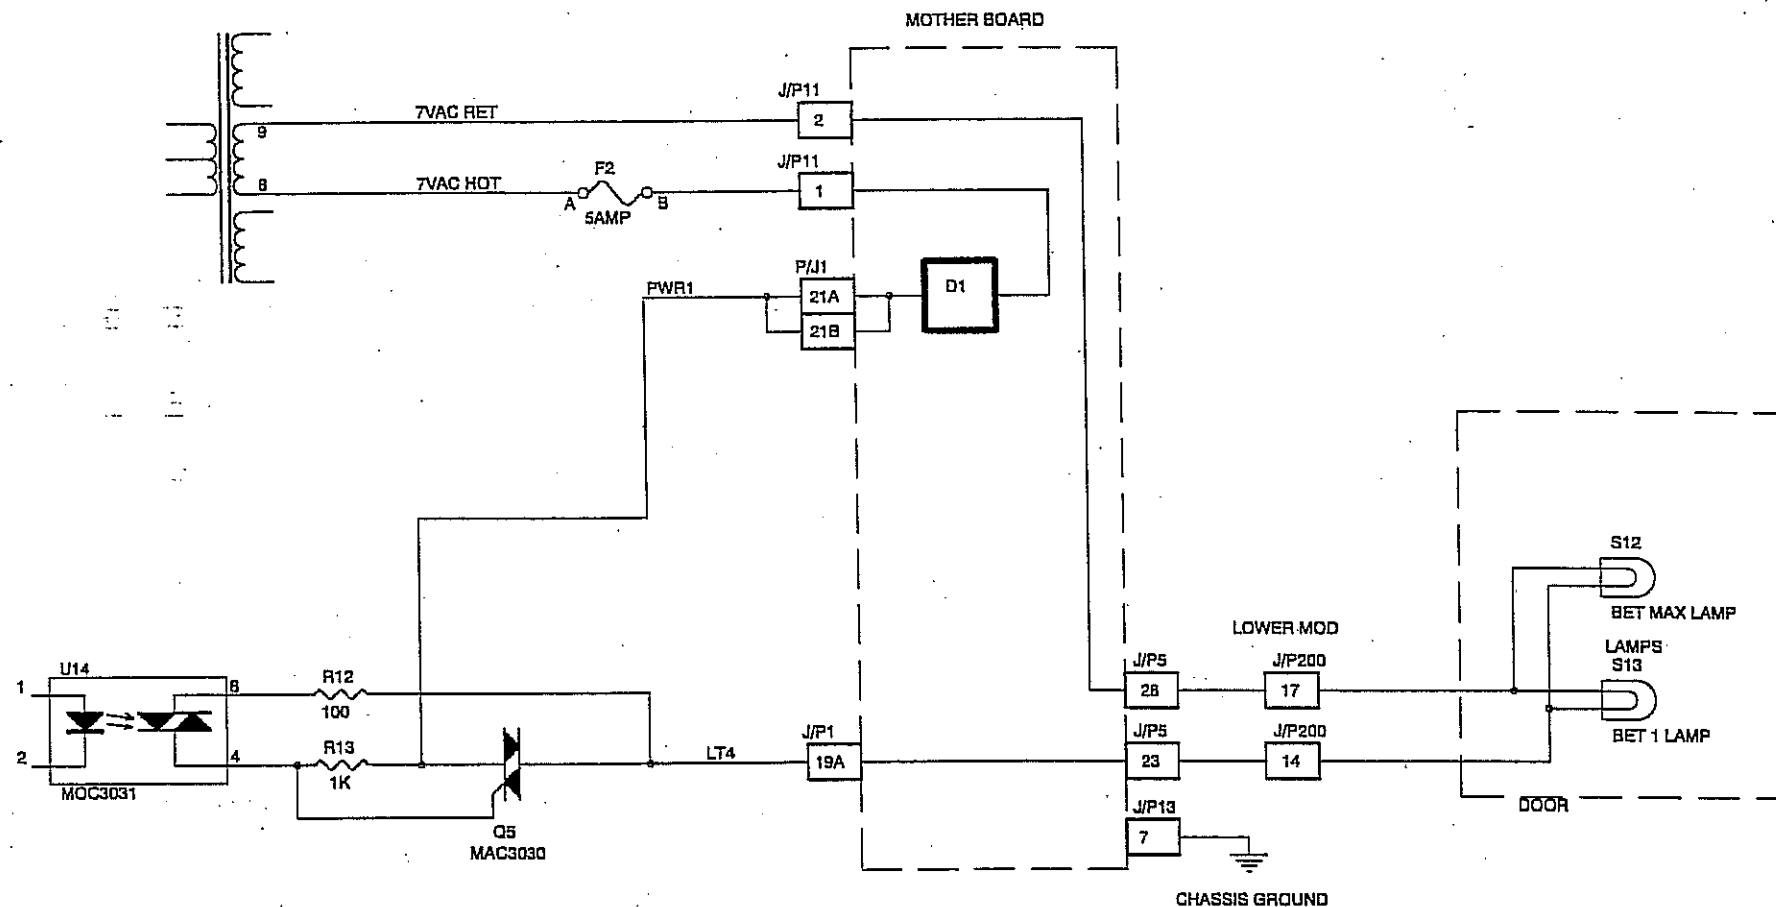 MOTHER BOARD
J/P11
7VAC RET
2
9
J/P11
F2
8
7VAC HOT
1
A
B
5AMP
P/J1
PWR1
21A
D1
21B
S12
BET MAX LAMP
LOWER MOD
LAMPS
J/P5
J/P200
S13
U14
1
6
R12
28
17
100
J/P1
J/P5
J/P200
BET 1 LAMP
2
4
R13
LT4
19A
23
14
1K
MOC3031
J/P13
DOOR
Q5
7
MAC3030
CHASSIS GROUND